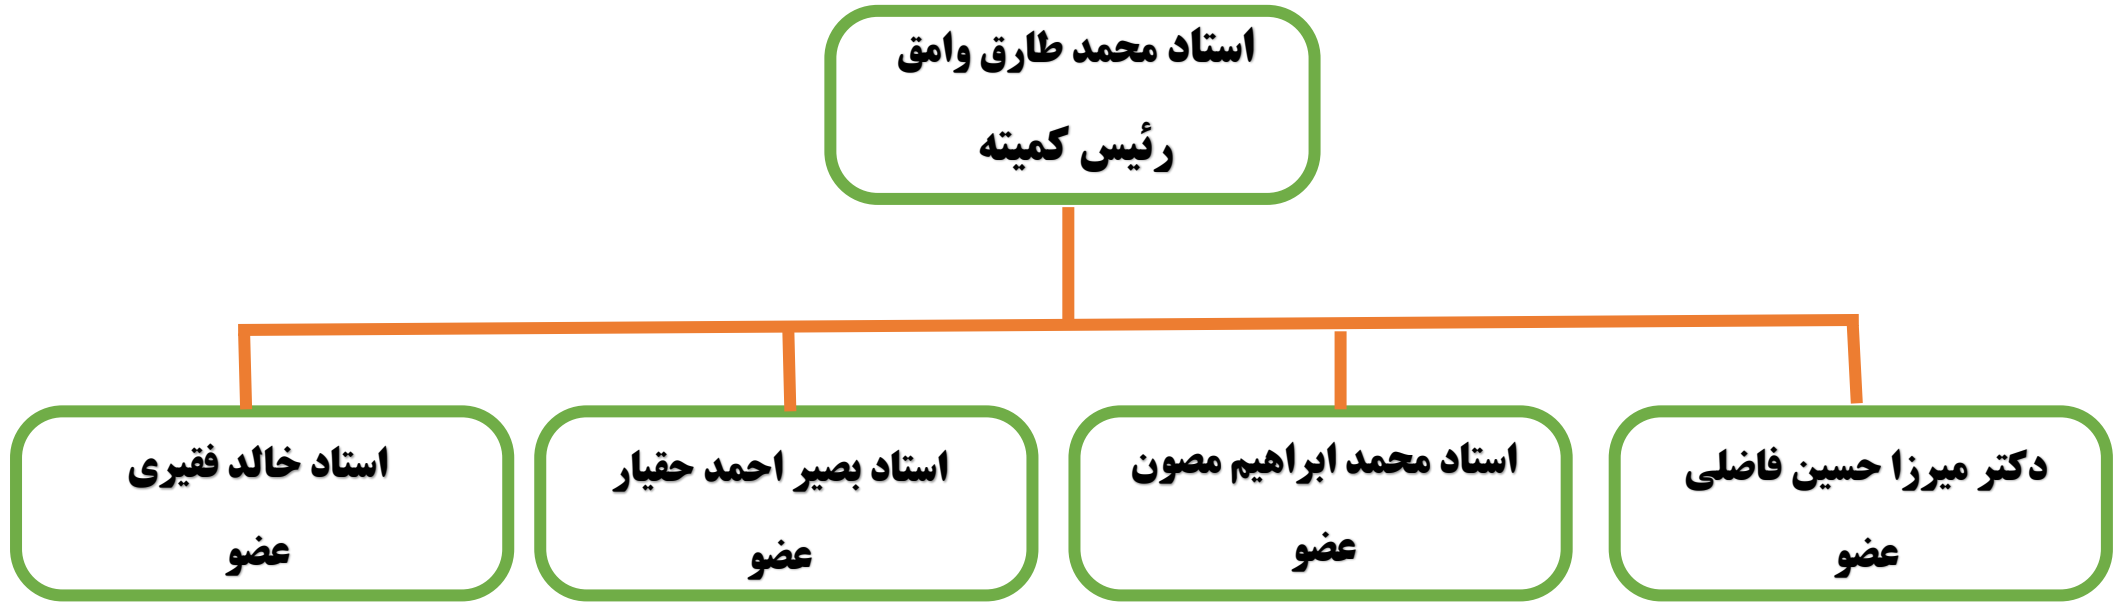 استاد محمد طارق وامق
رئیس کمیته
دکتر میرزا حسین فاضلی
عضو
استاد محمد ابراهیم مصون
عضو
استاد بصیر احمد حقیار
عضو
استاد خالد فقیری
عضو